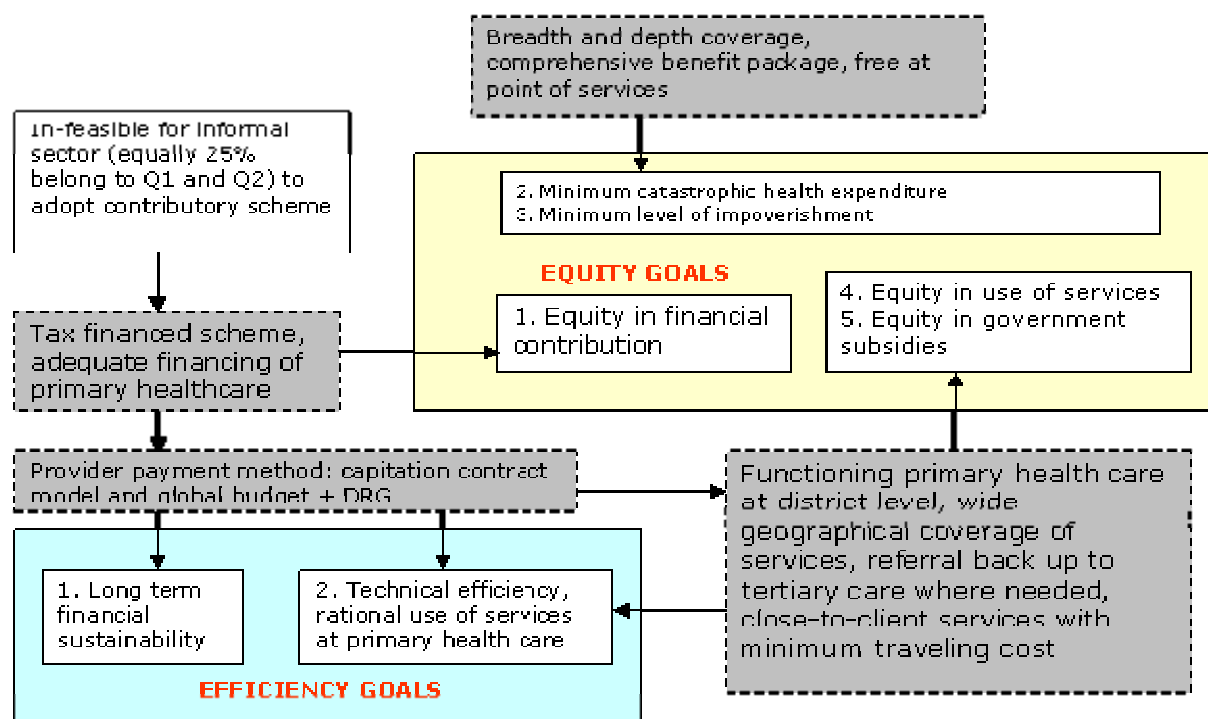 Breadth and depth coverage,
comprehensive benefit package, free at
point of services
In-feasible for informal
sector (equally 25%
belong to Q1 and Q2) to
adopt contributory scheme
2. Minimum catastrophic health expenditure
3. Minimum level of impoverishment
EQUITY GOALS
1. Equity in financial
contribution
4. Equity in use of services
5. Equity in government
subsidies
Tax financed scheme,
adequate financing of
primary healthcare
Provider payment method: capitation contract
model and global budget + DRG
Functioning primary health care
at district level, wide
geographical coverage of
services, referral back up to
tertiary care where needed,
close-to-client services with
minimum traveling cost
1. Long term
financial
sustainability
2. Technical efficiency,
rational use of services
at primary health care
EFFICIENCY GOALS